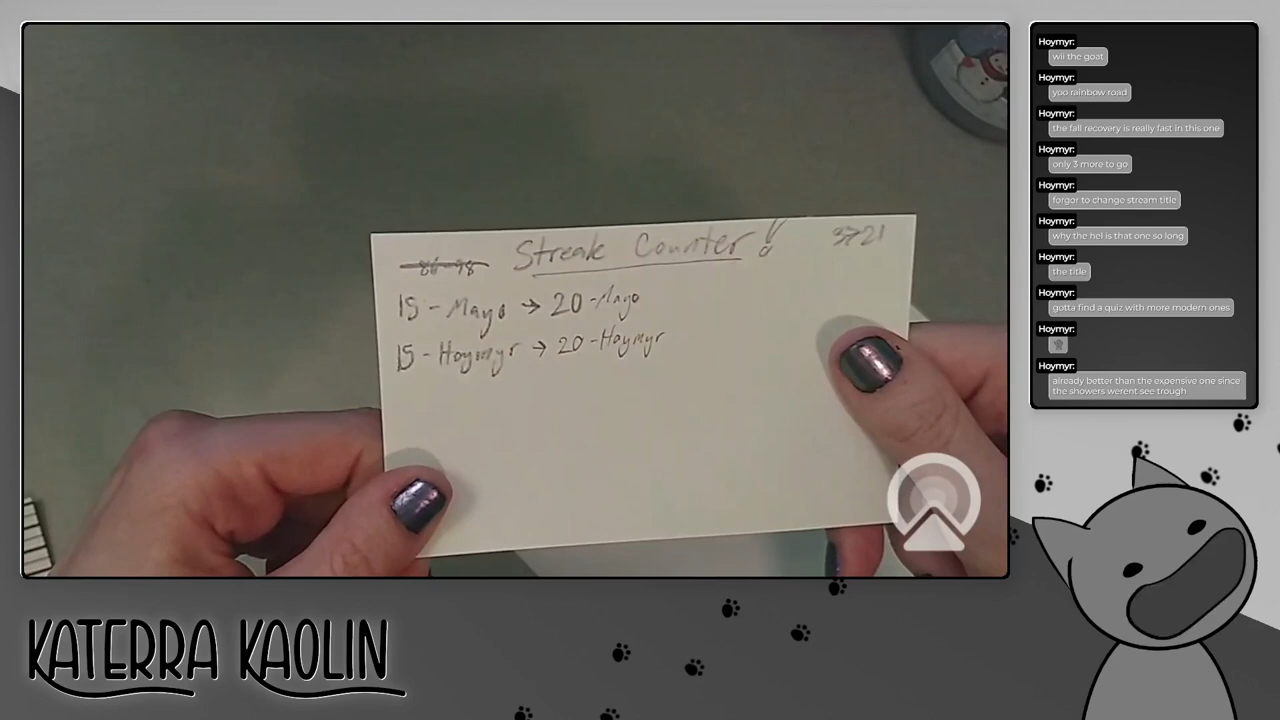 Streak Counter!
3721
15 - Mayo → 20 - Mayo
15 - Hoymyr → 20 - Hoymyr
KATERRA KAOLIN
Hoymyr:
wii the goat
Hoymyr:
yoo rainbow road
Hoymyr:
the fall recovery is really fast in this one
Hoymyr:
only 3 more to go
Hoymyr:
forgor to change stream title
Hoymyr:
why the hel is that one so long
Hoymyr:
the title
Hoymyr:
gotta find a quiz with more modern ones
Hoymyr:
Hoymyr:
already better than the expensive one since
the showers werent see trough